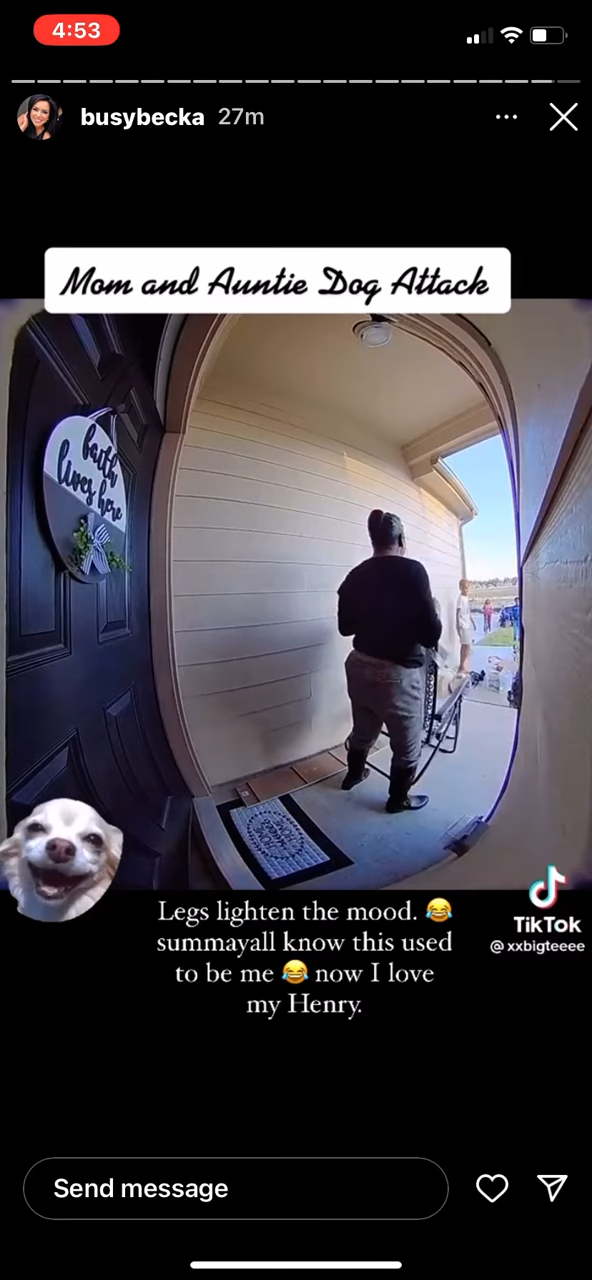 4:53
busybecka 27m
Mom and Auntie Dog Attack
faith
lives here
Legs lighten the mood. 😂
summayall know this used
to be me 😂 now I love
my Henry.
TikTok
@xxbigteeee
Send message